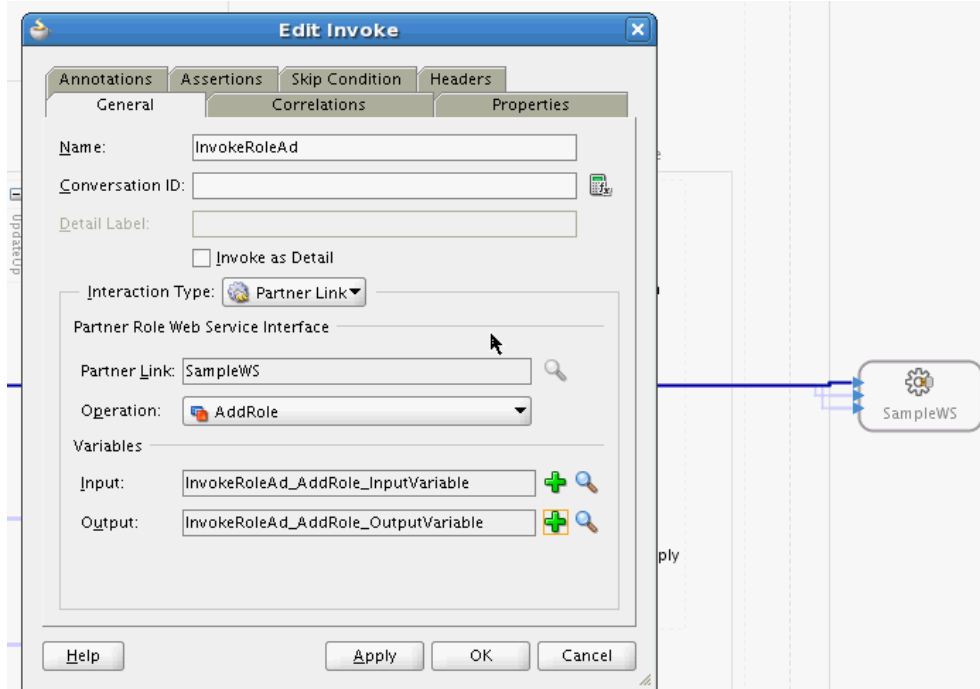 Edit Invoke
Annotations Assertions Skip Condition Headers
General Correlations Properties
Name: InvokeRoleAd
Conversation ID:
Detail Label:
Invoke as Detail
Interaction Type: Partner Link
Partner Role Web Service Interface
Partner Link: SampleWS
Operation: AddRole
Variables
Input: InvokeRoleAd_AddRole_InputVariable
Output: InvokeRoleAd_AddRole_OutputVariable
Help Apply OK Cancel
UpdateUp
SampleWS
ply